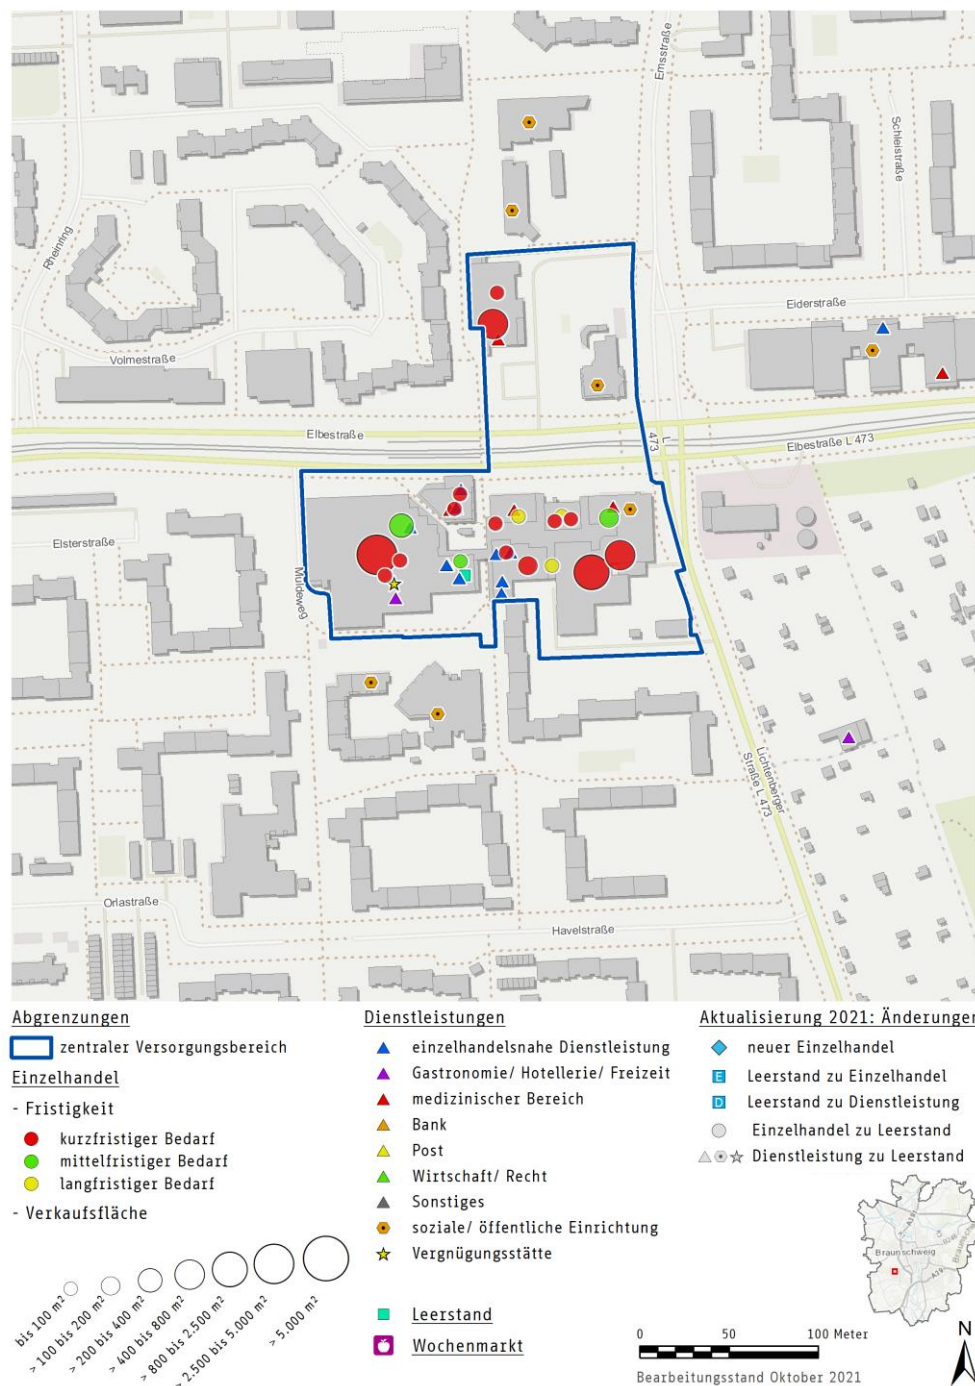 Emsstraße
Schleistraße
Rheinring
Eiderstraße
Volmestraße
Elbestraße
L 473
Elbestraße L 473
Elsterstraße
Muldeweg
Lichtenberger
Straße L 473
Orlastraße
Havelstraße
Abgrenzungen
zentraler Versorgungsbereich
Einzelhandel
- Fristigkeit
kurzfristiger Bedarf
mittelfristiger Bedarf
langfristiger Bedarf
- Verkaufsfläche
bis 100 m²
> 100 bis 200 m²
> 200 bis 400 m²
> 400 bis 800 m²
> 800 bis 2.500 m²
> 2.500 bis 5.000 m²
> 5.000 m²
Dienstleistungen
einzelhandelsnahe Dienstleistung
Gastronomie/ Hotellerie/ Freizeit
medizinischer Bereich
Bank
Post
Wirtschaft/ Recht
Sonstiges
soziale/ öffentliche Einrichtung
Vergnügungsstätte
Leerstand
Wochenmarkt
Aktualisierung 2021: Änderungen
neuer Einzelhandel
E Leerstand zu Einzelhandel
D Leerstand zu Dienstleistung
Einzelhandel zu Leerstand
Dienstleistung zu Leerstand
Braunschweig
0 50 100 Meter
N
Bearbeitungsstand Oktober 2021